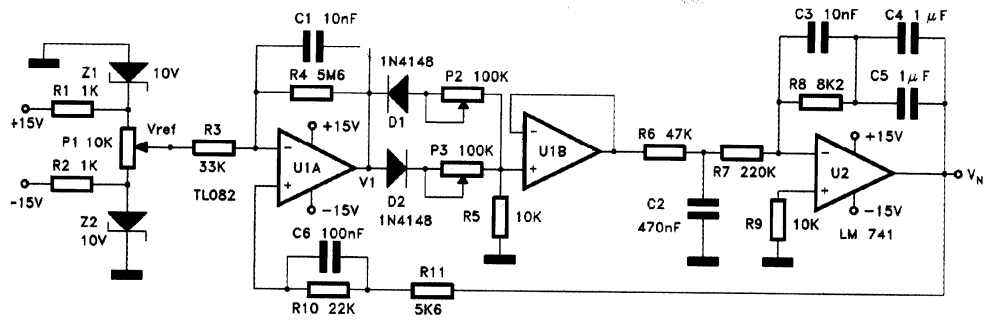 C1 10nF
C3 10nF
C4 1 µF
Z1
10V
R4 5M6
1N4148
P2 100K
R8 8K2
C5 1µF
R1 1K
+15V
P1 10K
Vref
R3
33K
TL082
+15V
-
+
U1A
-15V
V1
D1
D2
1N4148
P3 100K
R5
10K
-
+
U1B
R6 47K
R7 220K
C2
470nF
+15V
-
+
U2
-15V
LM 741
R9
10K
VN
R2 1K
-15V
Z2
10V
C6 100nF
R10 22K
R11
5K6